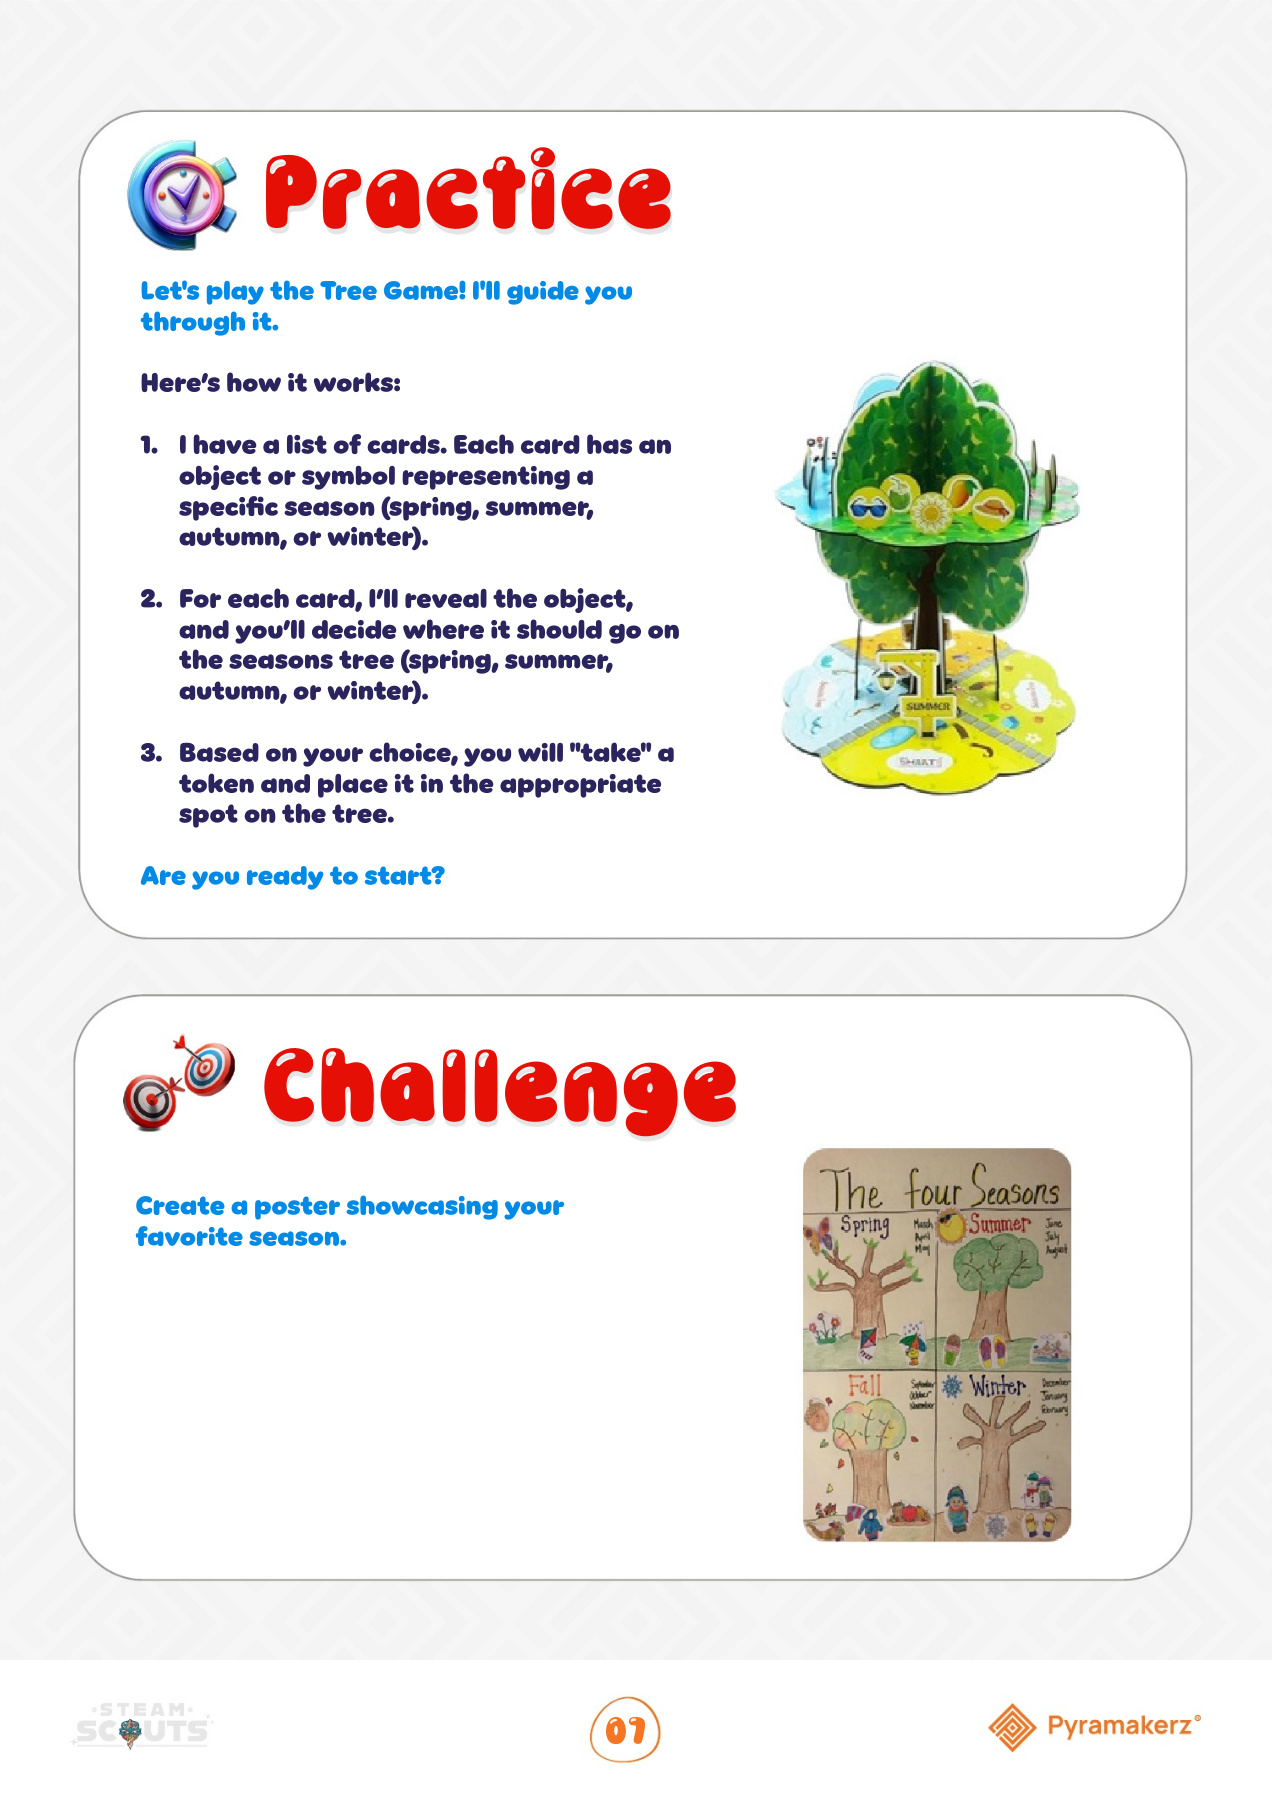 Practice
Let's play the Tree Game! I'll guide you
through it.
Here’s how it works:
1. I have a list of cards. Each card has an
object or symbol representing a
specific season (spring, summer,
autumn, or winter).
2. For each card, I’ll reveal the object,
and you’ll decide where it should go on
the seasons tree (spring, summer,
autumn, or winter).
3. Based on your choice, you will "take" a
token and place it in the appropriate
spot on the tree.
Are you ready to start?
SUMMER
Challenge
Create a poster showcasing your
favorite season.
The four Seasons
Spring
March
April
May
Summer
June
July
August
Fall
September
October
November
Winter
December
January
February
STEAM
SCOUTS
07
Pyramakerz®